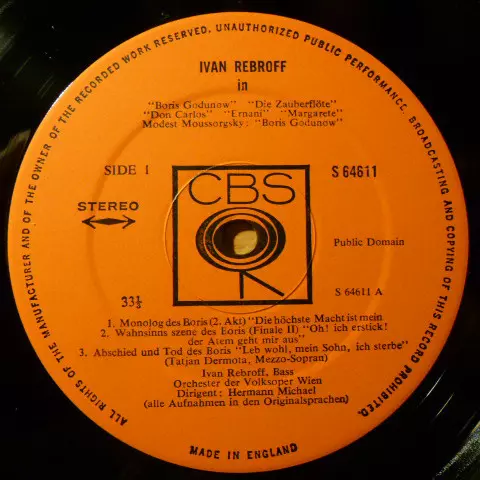 ALL RIGHTS OF THE MANUFACTURER AND OF THE OWNER OF THE RECORDED WORK RESERVED. UNAUTHORIZED PUBLIC PERFORMANCE, BROADCASTING AND COPYING OF THIS RECORD PROHIBITED.
IVAN REBROFF
in
"Boris Godunow" "Die Zauberflöte"
"Don Carlos" "Ernani" "Margarete"
Modest Moussorgsky: "Boris Godunow"
SIDE 1
S 64611
CBS
STEREO
Public Domain
33⅓
S 64611 A
1. Monolog des Boris (2. Akt) "Die höchste Macht ist mein
2. Wahnsinns szene des Boris (Finale II) "Oh! ich erstick!
der Atem geht mir aus"
3. Abschied und Tod des Boris "Leb wohl, mein Sohn, ich sterbe"
(Tatjan Dermota, Mezzo-Sopran)
Ivan Rebroff, Bass
Orchester der Volksoper Wien
Dirigent: Hermann Michael
(alle Aufnahmen in den Originalsprachen)
MADE IN ENGLAND